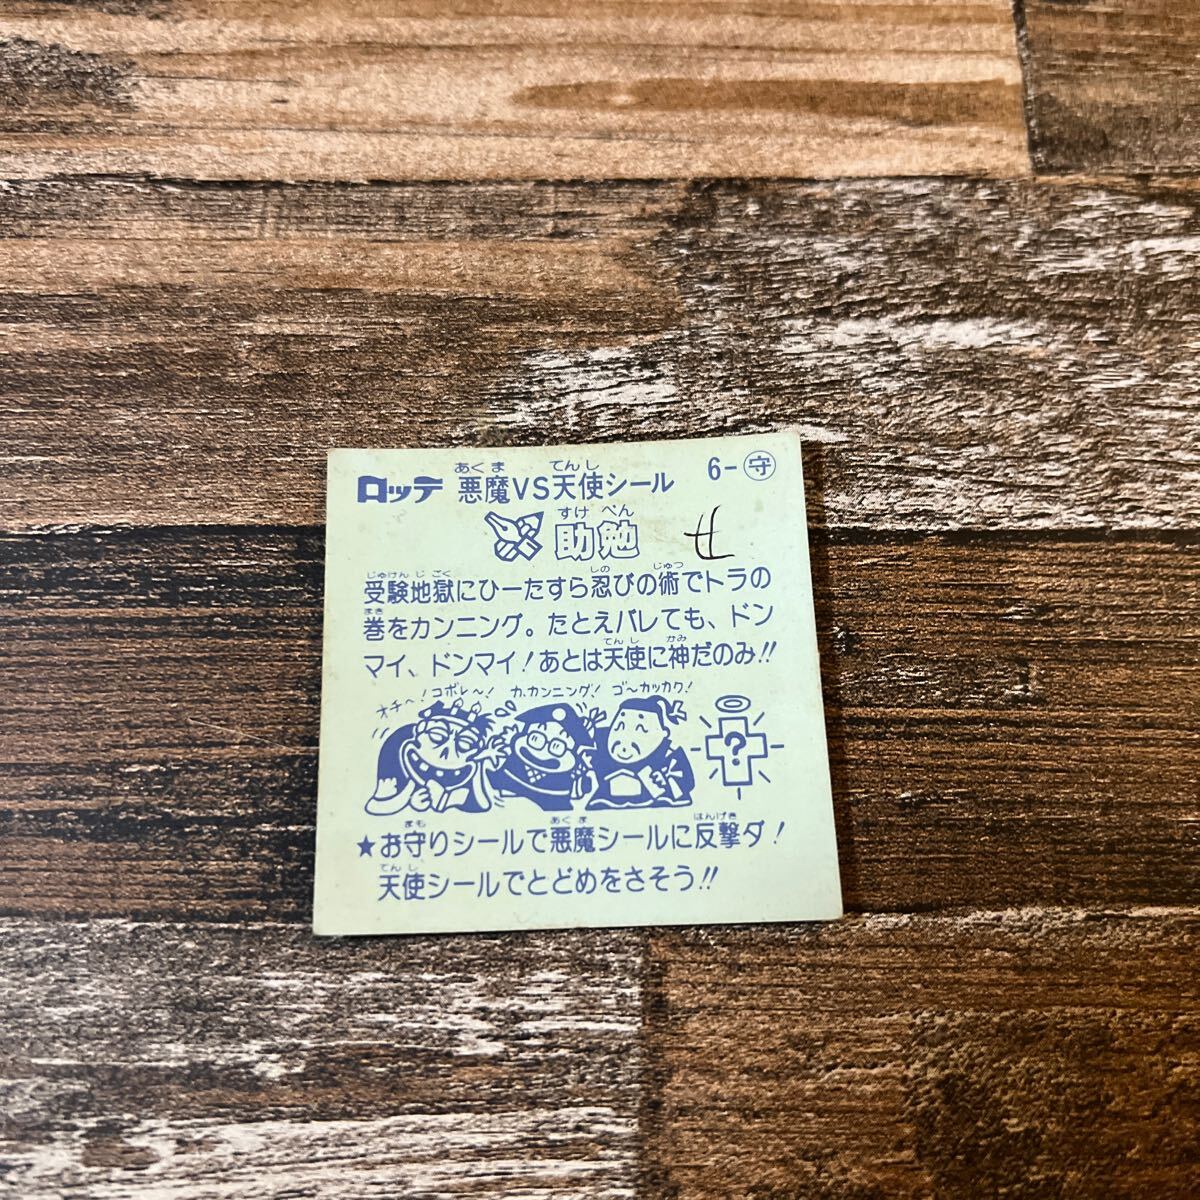 ロッテ 悪魔VS天使シール 6-守
あくま てんし
助勉
すけべん
受験地獄にひーたすら忍びの術でトラの
じゅけんじごく しの じゅつ
巻をカンニング。たとえバレても、ドン
まき
マイ、ドンマイ!あとは天使に神だのみ!!
てんし かみ
オチ〜! コボレ〜! カ,カンニング! ゴ〜カッカク!
?
★お守りシールで悪魔シールに反撃ダ!
まも あくま はんげき
天使シールでとどめをさそう!!
てんし